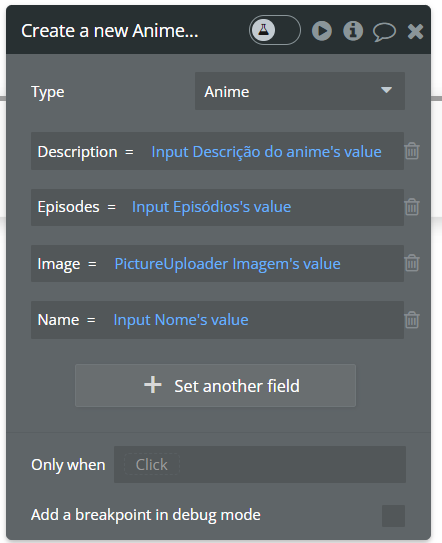 Create a new Anime...
Type Anime
Description = Input Descrição do anime's value
Episodes = Input Episódios's value
Image = PictureUploader Imagem's value
Name = Input Nome's value
Set another field
Only when Click
Add a breakpoint in debug mode